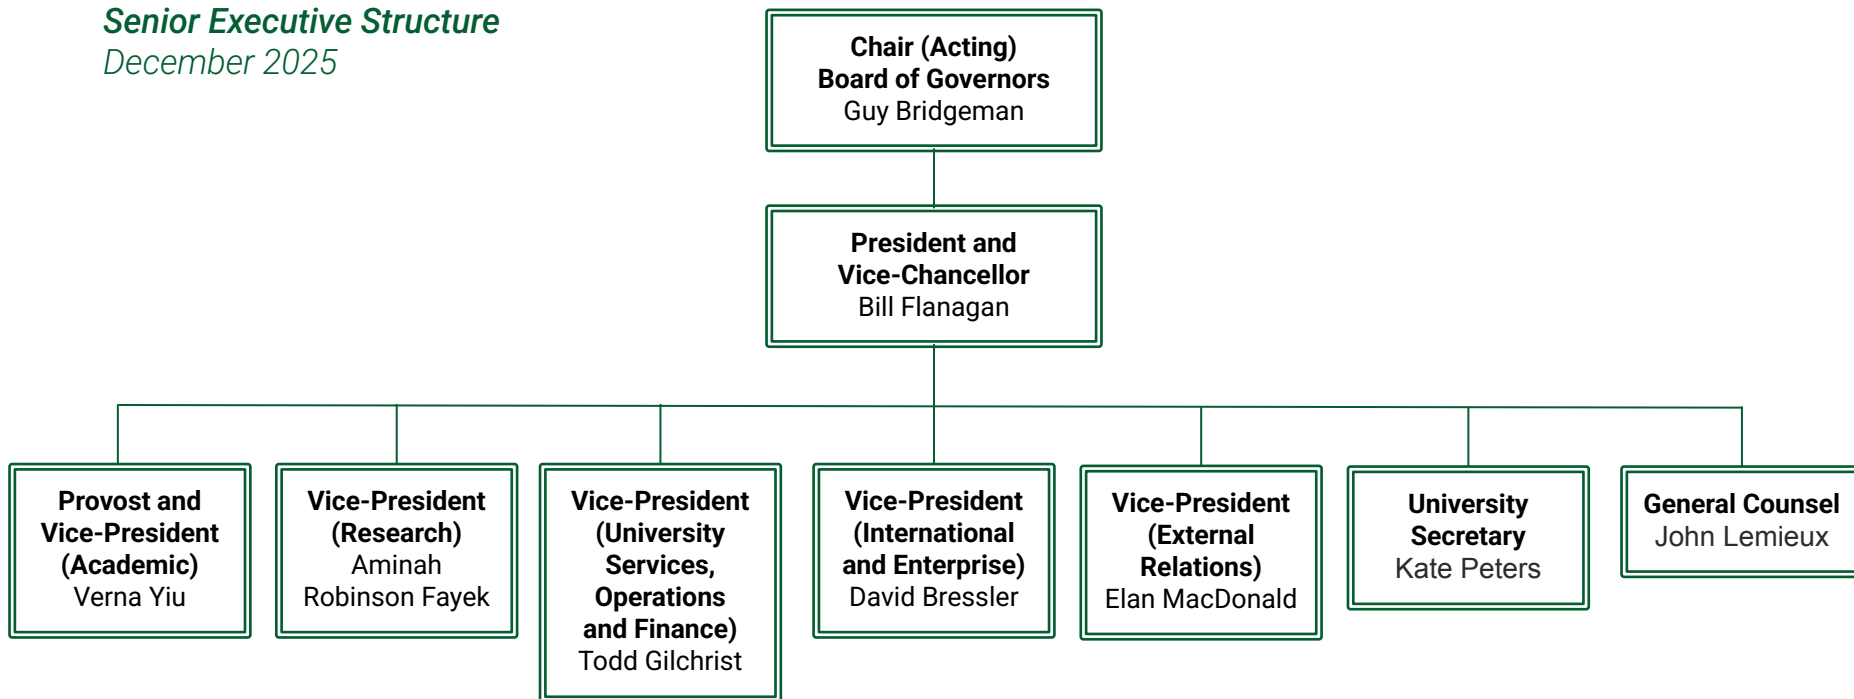 Senior Executive Structure
December 2025
Chair (Acting)
Board of Governors
Guy Bridgeman
President and
Vice-Chancellor
Bill Flanagan
Provost and
Vice-President
(Academic)
Verna Yiu
Vice-President
(Research)
Aminah
Robinson Fayek
Vice-President
(University
Services,
Operations
and Finance)
Todd Gilchrist
Vice-President
(International
and Enterprise)
David Bressler
Vice-President
(External
Relations)
Elan MacDonald
University
Secretary
Kate Peters
General Counsel
John Lemieux